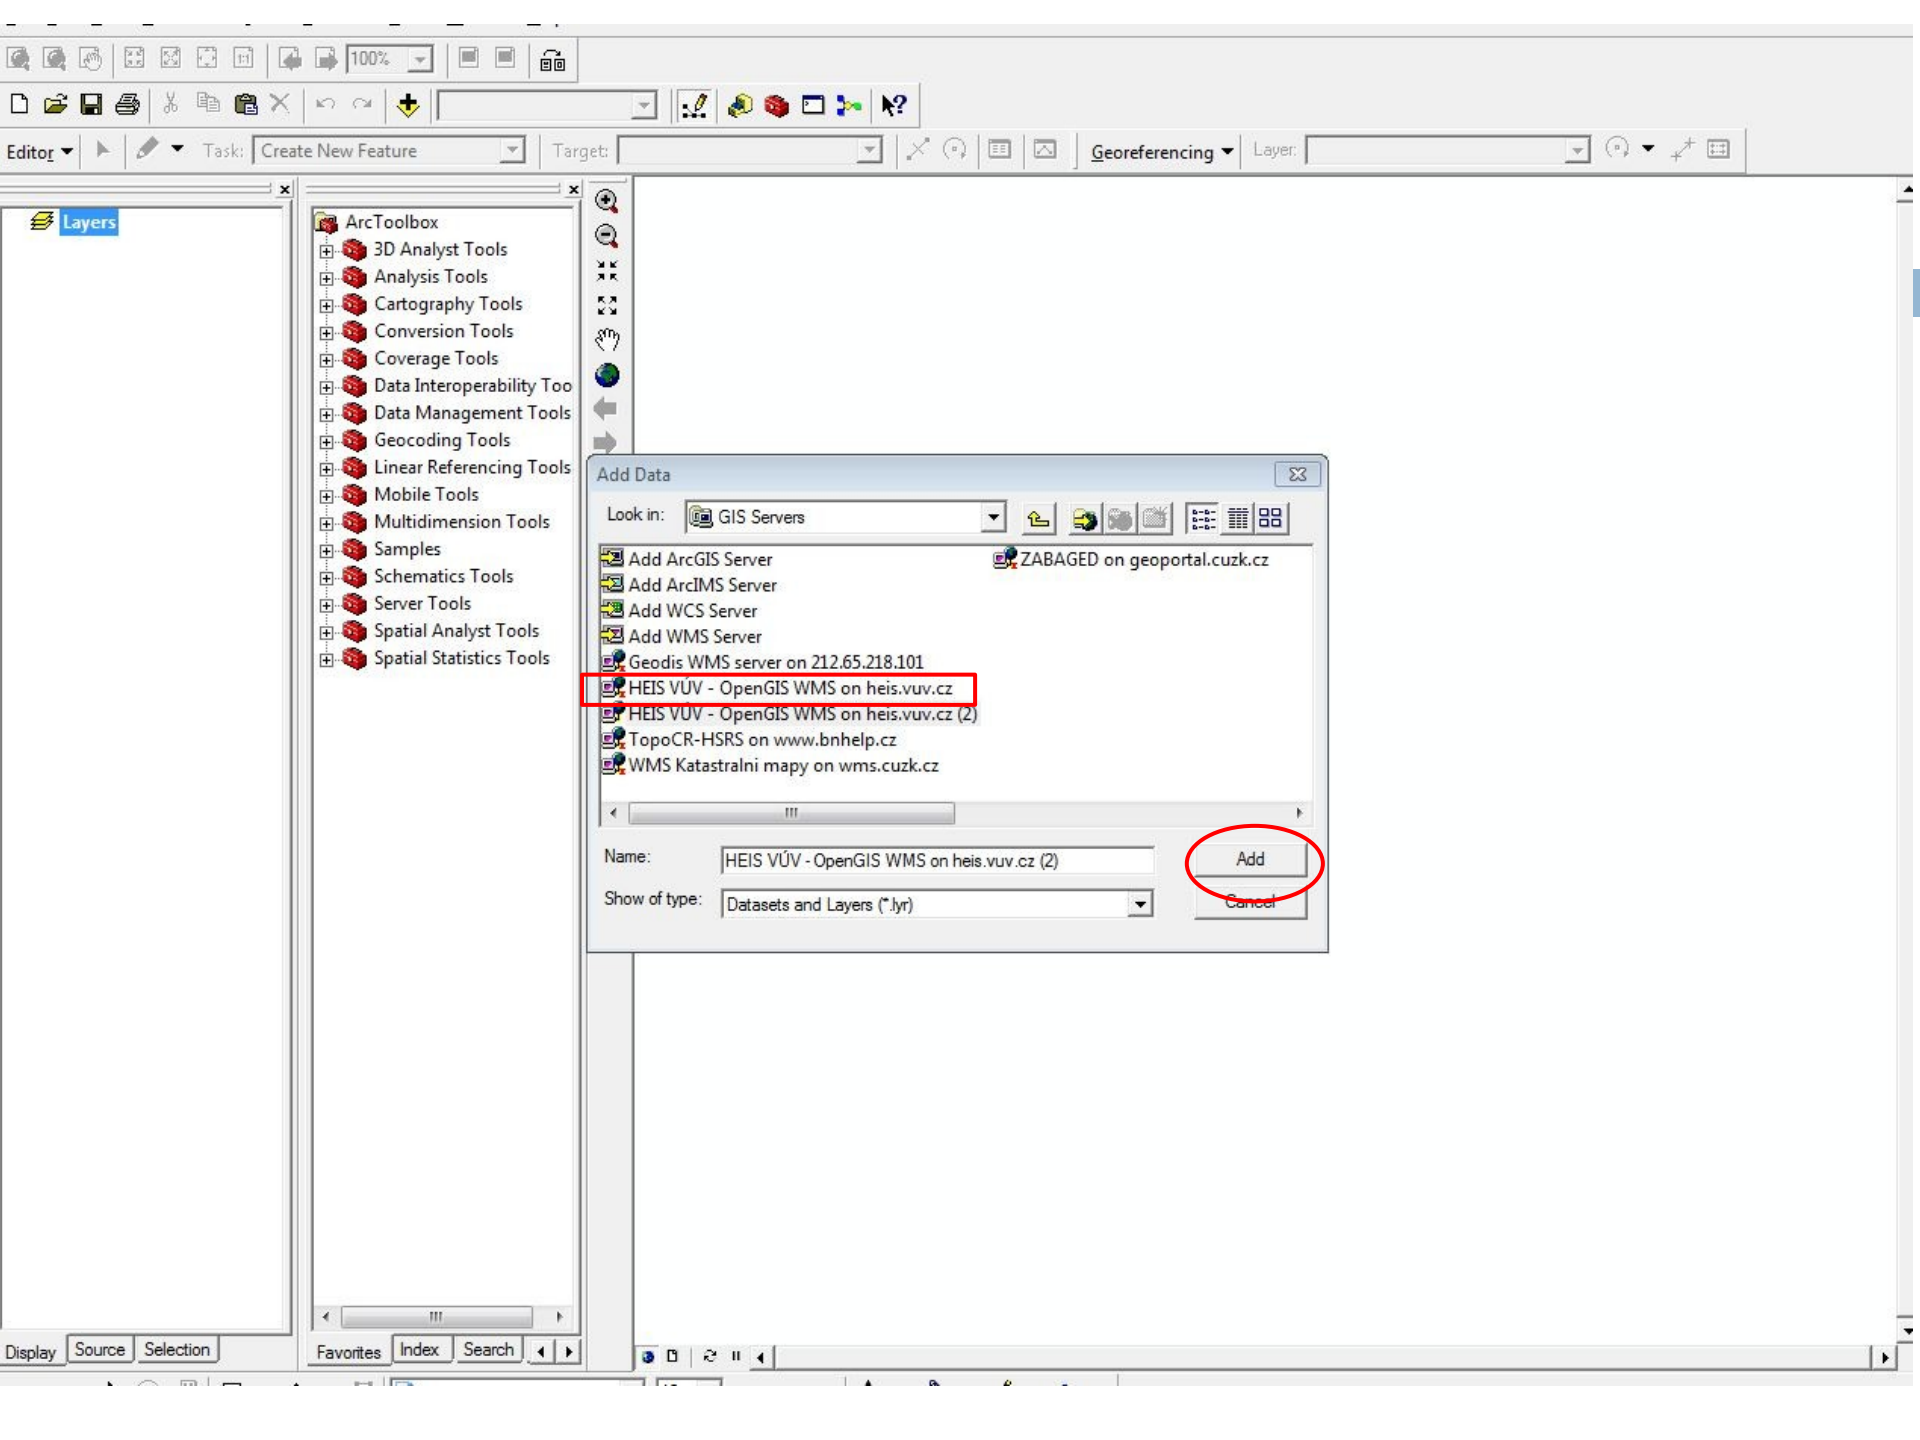 100%
Editor Task: Create New Feature Target: Georeferencing Layer:
Layers
ArcToolbox
3D Analyst Tools
Analysis Tools
Cartography Tools
Conversion Tools
Coverage Tools
Data Interoperability Too
Data Management Tools
Geocoding Tools
Linear Referencing Tools
Mobile Tools
Multidimension Tools
Samples
Schematics Tools
Server Tools
Spatial Analyst Tools
Spatial Statistics Tools
Add Data
Look in: GIS Servers
Add ArcGIS Server
Add ArcIMS Server
Add WCS Server
Add WMS Server
Geodis WMS server on 212.65.218.101
HEIS VÚV - OpenGIS WMS on heis.vuv.cz
HEIS VÚV - OpenGIS WMS on heis.vuv.cz (2)
TopoCR-HSRS on www.bnhelp.cz
WMS Katastralni mapy on wms.cuzk.cz
ZABAGED on geoportal.cuzk.cz
Name: HEIS VÚV - OpenGIS WMS on heis.vuv.cz (2) Add
Show of type: Datasets and Layers (*.lyr) Cancel
Display Source Selection
Favorites Index Search